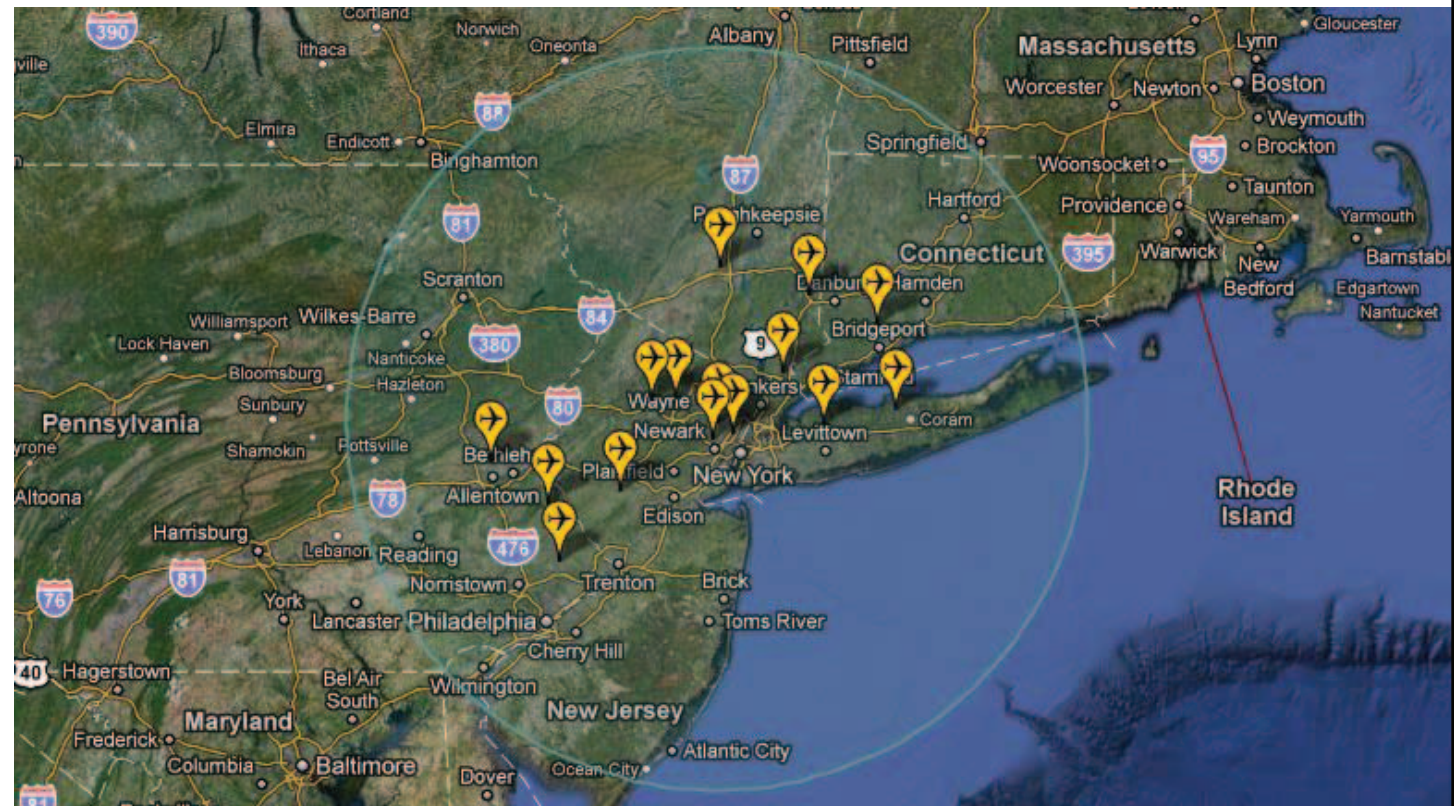 Cortland
390
Norwich
Albany
Pittsfield
Gloucester
Ithaca
Oneonta
Massachusetts
Lynn
ville
Worcester
Newton
Boston
88
Weymouth
Elmira
Endicott
Springfield
Brockton
Binghamton
Woonsocket
95
87
Taunton
81
Hartford
Providence
Wareham
Yarmouth
Connecticut
395
Warwick
Barnstabl
New
Bedford
Scranton
Hamden
Edgartown
Nantucket
84
Williamsport
Wilkes-Barre
Bridgeport
Lock Haven
380
9
Nanticoke
Bloomsburg
Hazleton
Wayne
Sunbury
80
Coram
Pennsylvania
Newark
Levittown
yrone
Shamokin
Pottsville
New York
Altoona
78
Allentown
Rhode
Island
Edison
Harrisburg
Lebanon
Reading
476
81
Norristown
Trenton
Brick
76
York
Lancaster
Philadelphia
Toms River
Cherry Hill
40
Hagerstown
Bel Air
South
Wilmington
New Jersey
Maryland
Frederick
Atlantic City
Columbia
Baltimore
Ocean City
Dover